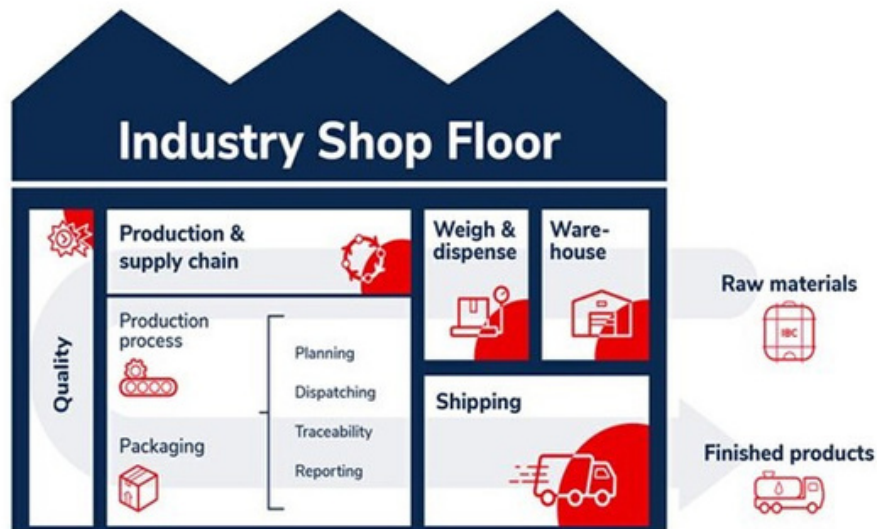 Industry Shop Floor
Quality
Production &
supply chain
Production
process
Packaging
Planning
Dispatching
Traceability
Reporting
Weigh &
dispense
Ware-
house
Shipping
Raw materials
IBC
Finished products